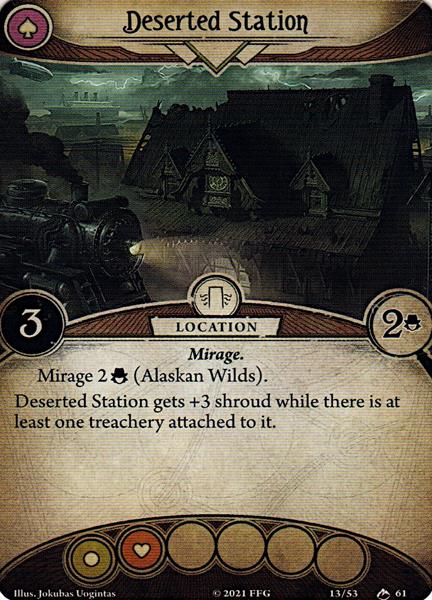 Deserted Station
3
2
LOCATION
Mirage.
Mirage 2 (Alaskan Wilds).
Deserted Station gets +3 shroud while there is at
least one treachery attached to it.
Illus. Jokubas Uogintas © 2021 FFG 13/53 61